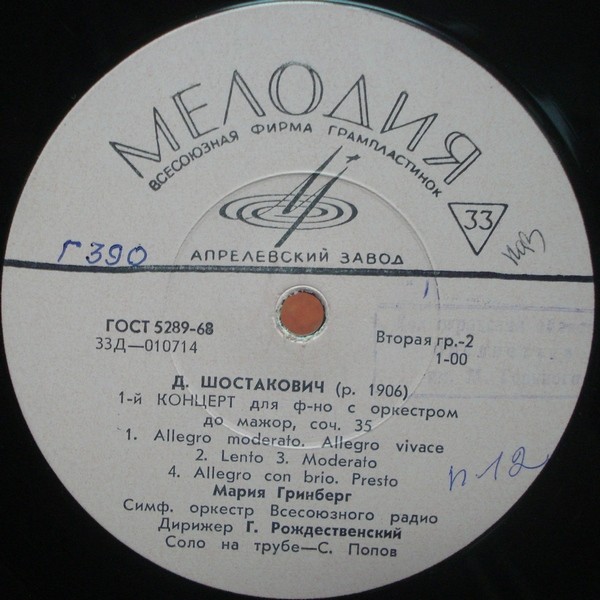 МЕЛОДИЯ
ВСЕСОЮЗНАЯ ФИРМА ГРАМПЛАСТИНОК
33
Г 390
АПРЕЛЕВСКИЙ ЗАВОД
ГОСТ 5289-68
33Д—010714
Вторая гр.-2
1-00
Д. ШОСТАКОВИЧ (р. 1906)
1-й КОНЦЕРТ для ф-но с оркестром
до мажор, соч. 35
1. Allegro moderato. Allegro vivace
2. Lento 3. Moderato
4. Allegro con brio. Presto
п-12
Мария Гринберг
Симф. оркестр Всесоюзного радио
Дирижер Г. Рождественский
Соло на трубе—С. Попов